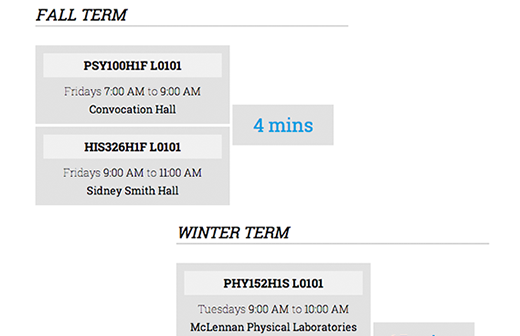 FALL TERM
PSY100H1F L0101
Fridays 7:00 AM to 9:00 AM
Convocation Hall
4 mins
HIS326H1F L0101
Fridays 9:00 AM to 11:00 AM
Sidney Smith Hall
WINTER TERM
PHY152H1S L0101
Tuesdays 9:00 AM to 10:00 AM
McLennan Physical Laboratories